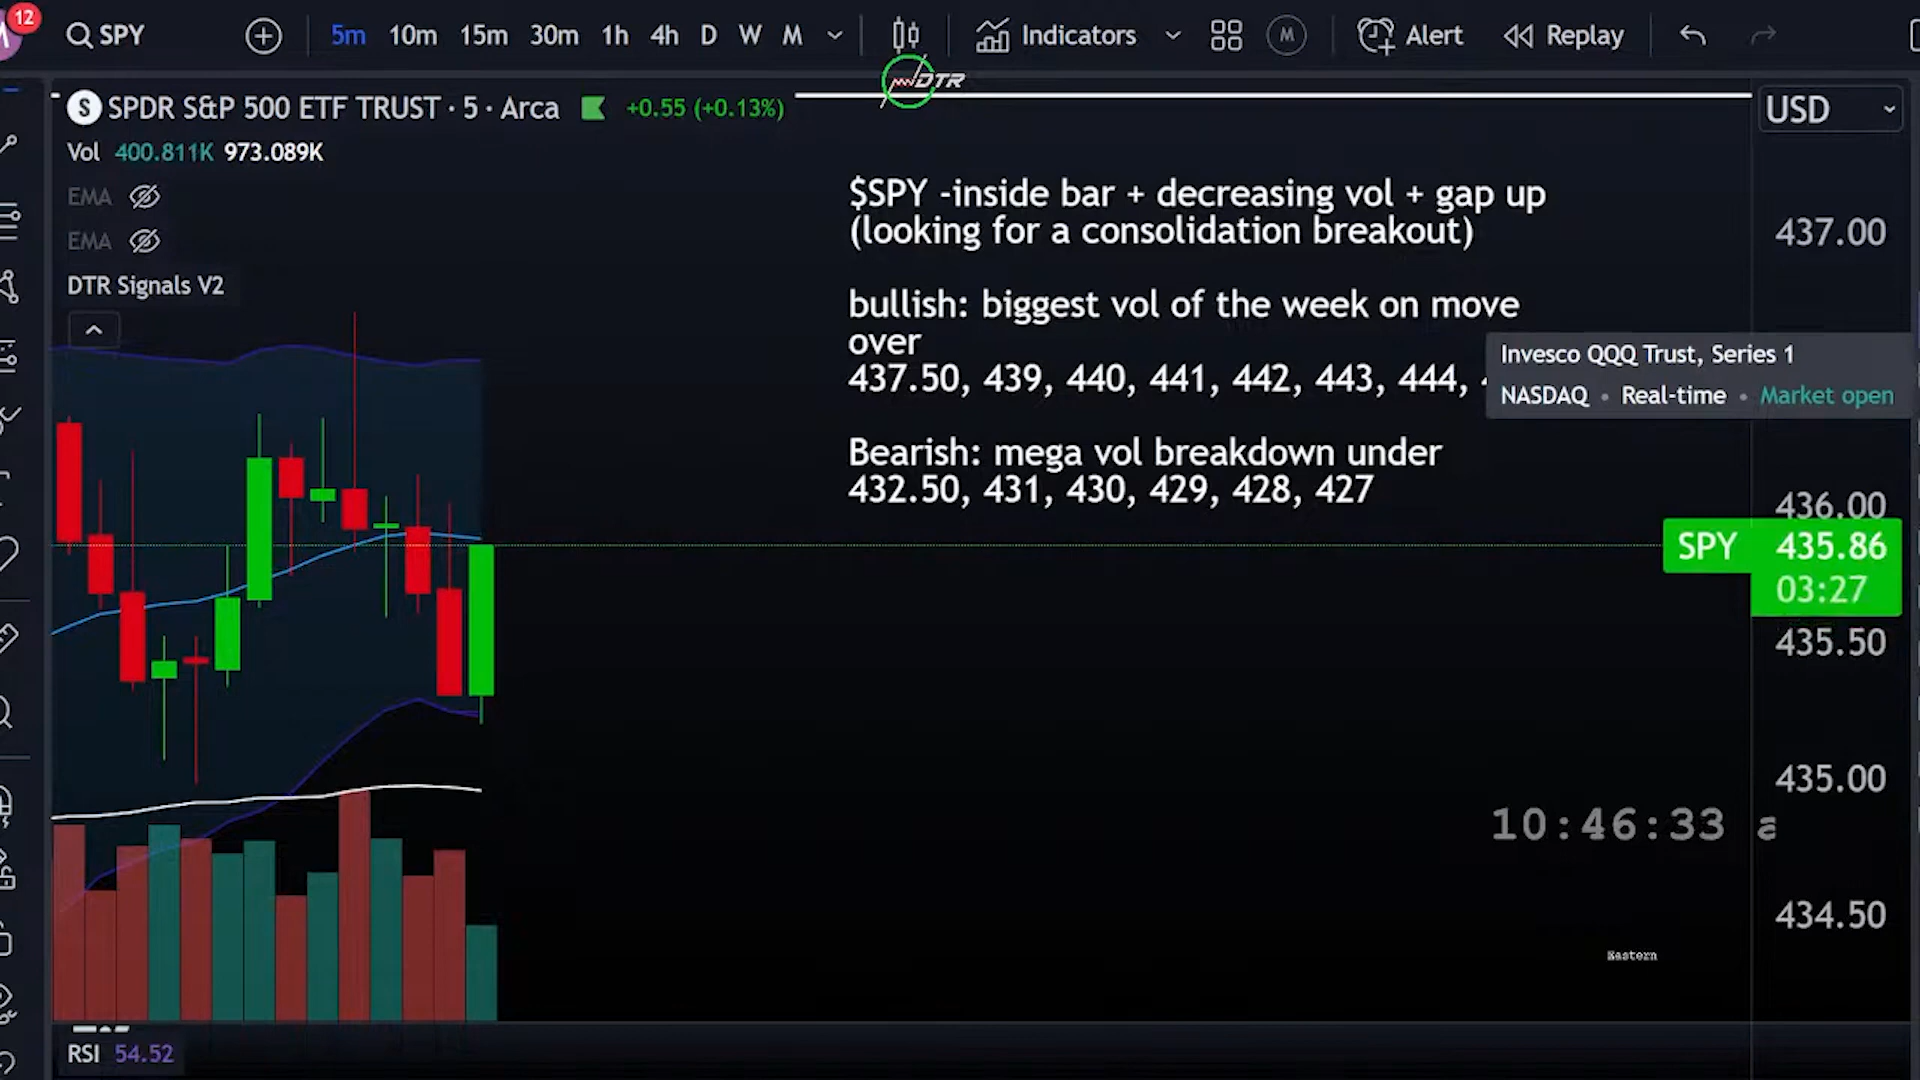 12
SPY
5m 10m 15m 30m 1h 4h D W M
Indicators
M
Alert
Replay
DTR
S SPDR S&P 500 ETF TRUST · 5 · Arca +0.55 (+0.13%)
USD
Vol 400.811K 973.089K
EMA
EMA
DTR Signals V2
$SPY -inside bar + decreasing vol + gap up
(looking for a consolidation breakout)
bullish: biggest vol of the week on move
over
437.50, 439, 440, 441, 442, 443, 444,
Invesco QQQ Trust, Series 1
NASDAQ • Real-time • Market open
Bearish: mega vol breakdown under
432.50, 431, 430, 429, 428, 427
437.00
436.00
SPY 435.86
03:27
435.50
435.00
10:46:33 a
434.50
Eastern
RSI 54.52